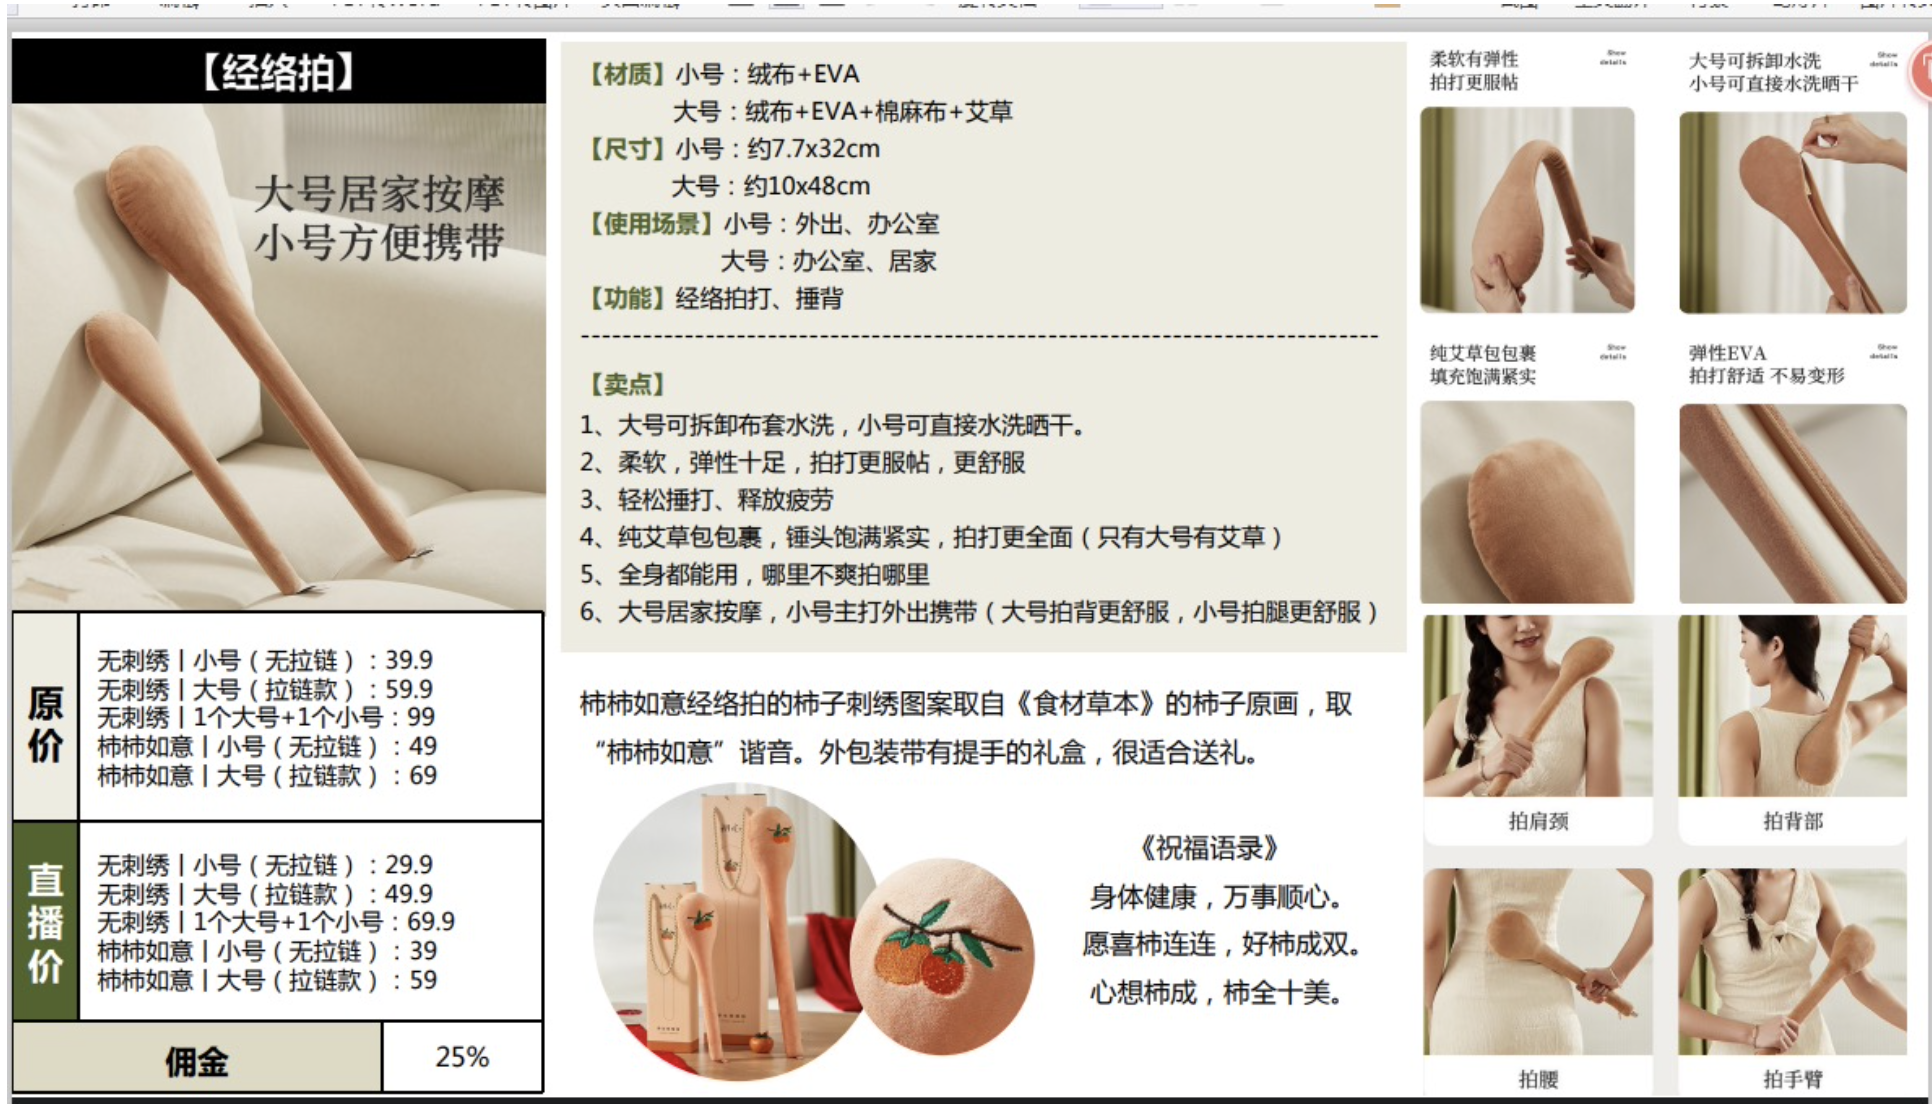 【经络拍】
大号居家按摩
小号方便携带
原价
无刺绣丨小号（无拉链）：39.9
无刺绣丨大号（拉链款）：59.9
无刺绣丨1个大号+1个小号：99
柿柿如意丨小号（无拉链）：49
柿柿如意丨大号（拉链款）：69
直播价
无刺绣丨小号（无拉链）：29.9
无刺绣丨大号（拉链款）：49.9
无刺绣丨1个大号+1个小号：69.9
柿柿如意丨小号（无拉链）：39
柿柿如意丨大号（拉链款）：59
佣金
25%
【材质】小号：绒布+EVA
大号：绒布+EVA+棉麻布+艾草
【尺寸】小号：约7.7x32cm
大号：约10x48cm
【使用场景】小号：外出、办公室
大号：办公室、居家
【功能】经络拍打、捶背
【卖点】
1、大号可拆卸布套水洗，小号可直接水洗晒干。
2、柔软，弹性十足，拍打更服帖，更舒服
3、轻松捶打、释放疲劳
4、纯艾草包包裹，锤头饱满紧实，拍打更全面（只有大号有艾草）
5、全身都能用，哪里不爽拍哪里
6、大号居家按摩，小号主打外出携带（大号拍背更舒服，小号拍腿更舒服）
柿柿如意经络拍的柿子刺绣图案取自《食材草本》的柿子原画，取
“柿柿如意”谐音。外包装带有提手的礼盒，很适合送礼。
《祝福语录》
身体健康，万事顺心。
愿喜柿连连，好柿成双。
心想柿成，柿全十美。
柔软有弹性
拍打更服帖
Show
details
大号可拆卸水洗
小号可直接水洗晒干
Show
details
纯艾草包包裹
填充饱满紧实
Show
details
弹性EVA
拍打舒适 不易变形
Show
details
拍肩颈
拍背部
拍腰
拍手臂